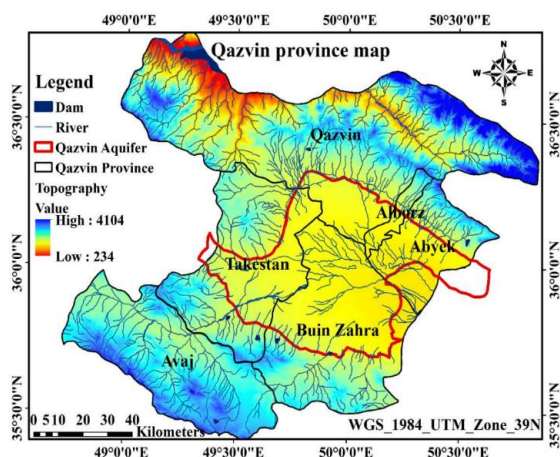 49°0'0"N 49°30'0"N 50°0'0"N 50°30'0"N
Qazvin province map
N
W E
S
Legend
Dam
River
Qazvin Aquifer
Qazvin Province
Topography
Value
High : 4104
Low : 234
Qazvin
Alborz
Abyek
Takestan
Buin Zahra
Avaj
36°30'0"N
36°0'0"N
35°30'0"N
36°30'0"N
36°0'0"N
35°30'0"N
0 5 10 20 30 40
Kilometers
WGS_1984_UTM_Zone_39N
49°0'0"N 49°30'0"N 50°0'0"N 50°30'0"N